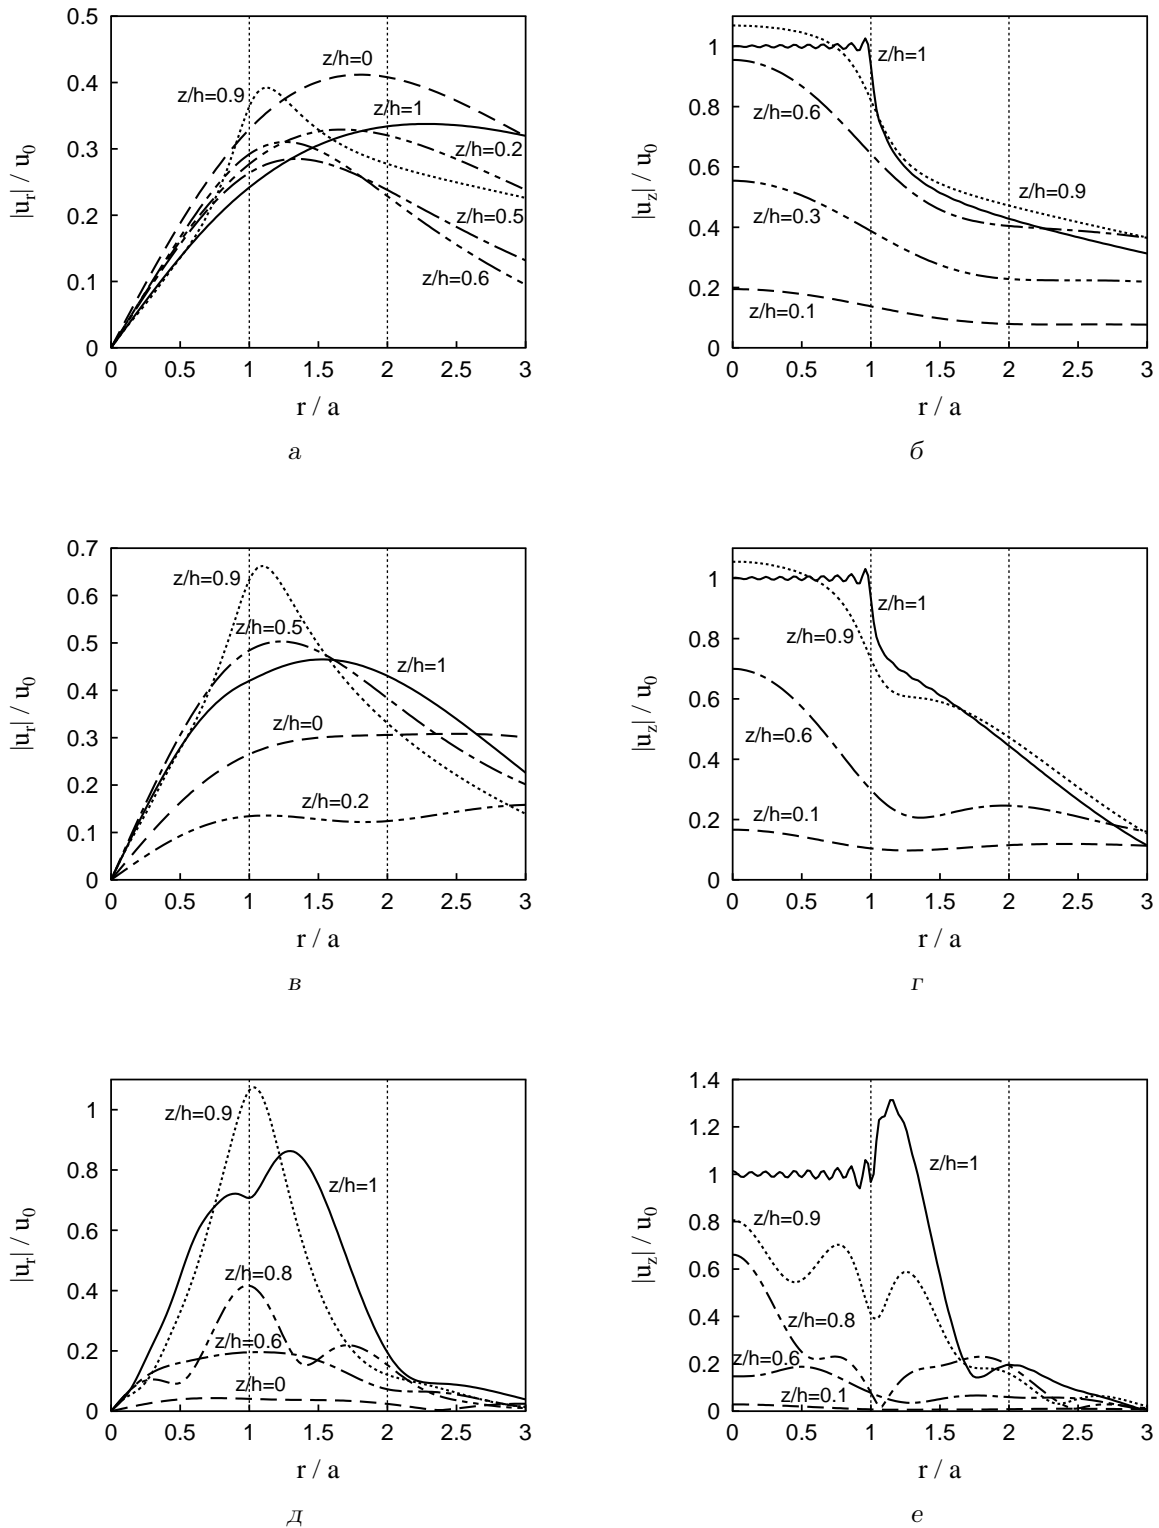 |u_r| / u_0
0.5
0.4
0.3
0.2
0.1
0
z/h=0
z/h=0.9
z/h=1
z/h=0.2
z/h=0.5
z/h=0.6
0 0.5 1 1.5 2 2.5 3
r / a
а
|u_z| / u_0
1
0.8
0.6
0.4
0.2
0
z/h=1
z/h=0.6
z/h=0.9
z/h=0.3
z/h=0.1
0 0.5 1 1.5 2 2.5 3
r / a
б
|u_r| / u_0
0.7
0.6
0.5
0.4
0.3
0.2
0.1
0
z/h=0.9
z/h=0.5
z/h=1
z/h=0
z/h=0.2
0 0.5 1 1.5 2 2.5 3
r / a
в
|u_z| / u_0
1
0.8
0.6
0.4
0.2
0
z/h=1
z/h=0.9
z/h=0.6
z/h=0.1
0 0.5 1 1.5 2 2.5 3
r / a
г
|u_r| / u_0
1
0.8
0.6
0.4
0.2
0
z/h=0.9
z/h=1
z/h=0.8
z/h=0.6
z/h=0
0 0.5 1 1.5 2 2.5 3
r / a
д
|u_z| / u_0
1.4
1.2
1
0.8
0.6
0.4
0.2
0
z/h=1
z/h=0.9
z/h=0.8
z/h=0.6
z/h=0.1
0 0.5 1 1.5 2 2.5 3
r / a
е